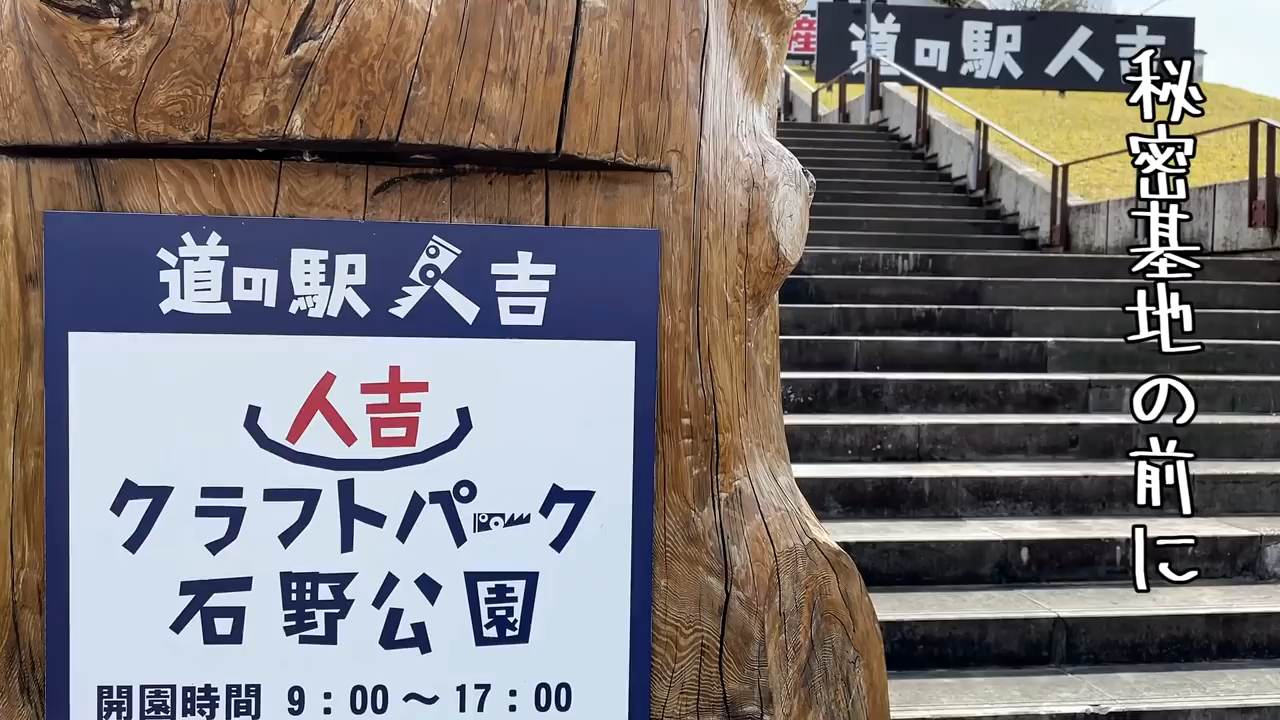 道の駅 人吉
人吉
クラフトパーク
石野公園
開園時間 9：00～17：00
産
道の駅 人吉
秘密基地の前に